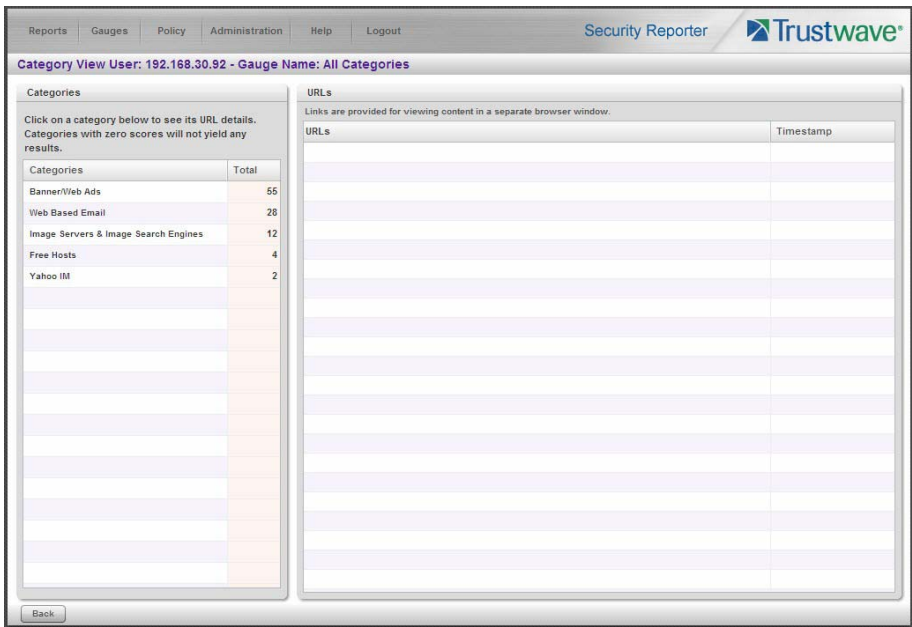 Reports Gauges Policy Administration Help Logout Security Reporter Trustwave®
Category View User: 192.168.30.92 - Gauge Name: All Categories
Categories
Click on a category below to see its URL details.
Categories with zero scores will not yield any
results.
Categories Total
Banner/Web Ads 55
Web Based Email 28
Image Servers & Image Search Engines 12
Free Hosts 4
Yahoo IM 2
URLs
Links are provided for viewing content in a separate browser window.
URLs Timestamp
Back